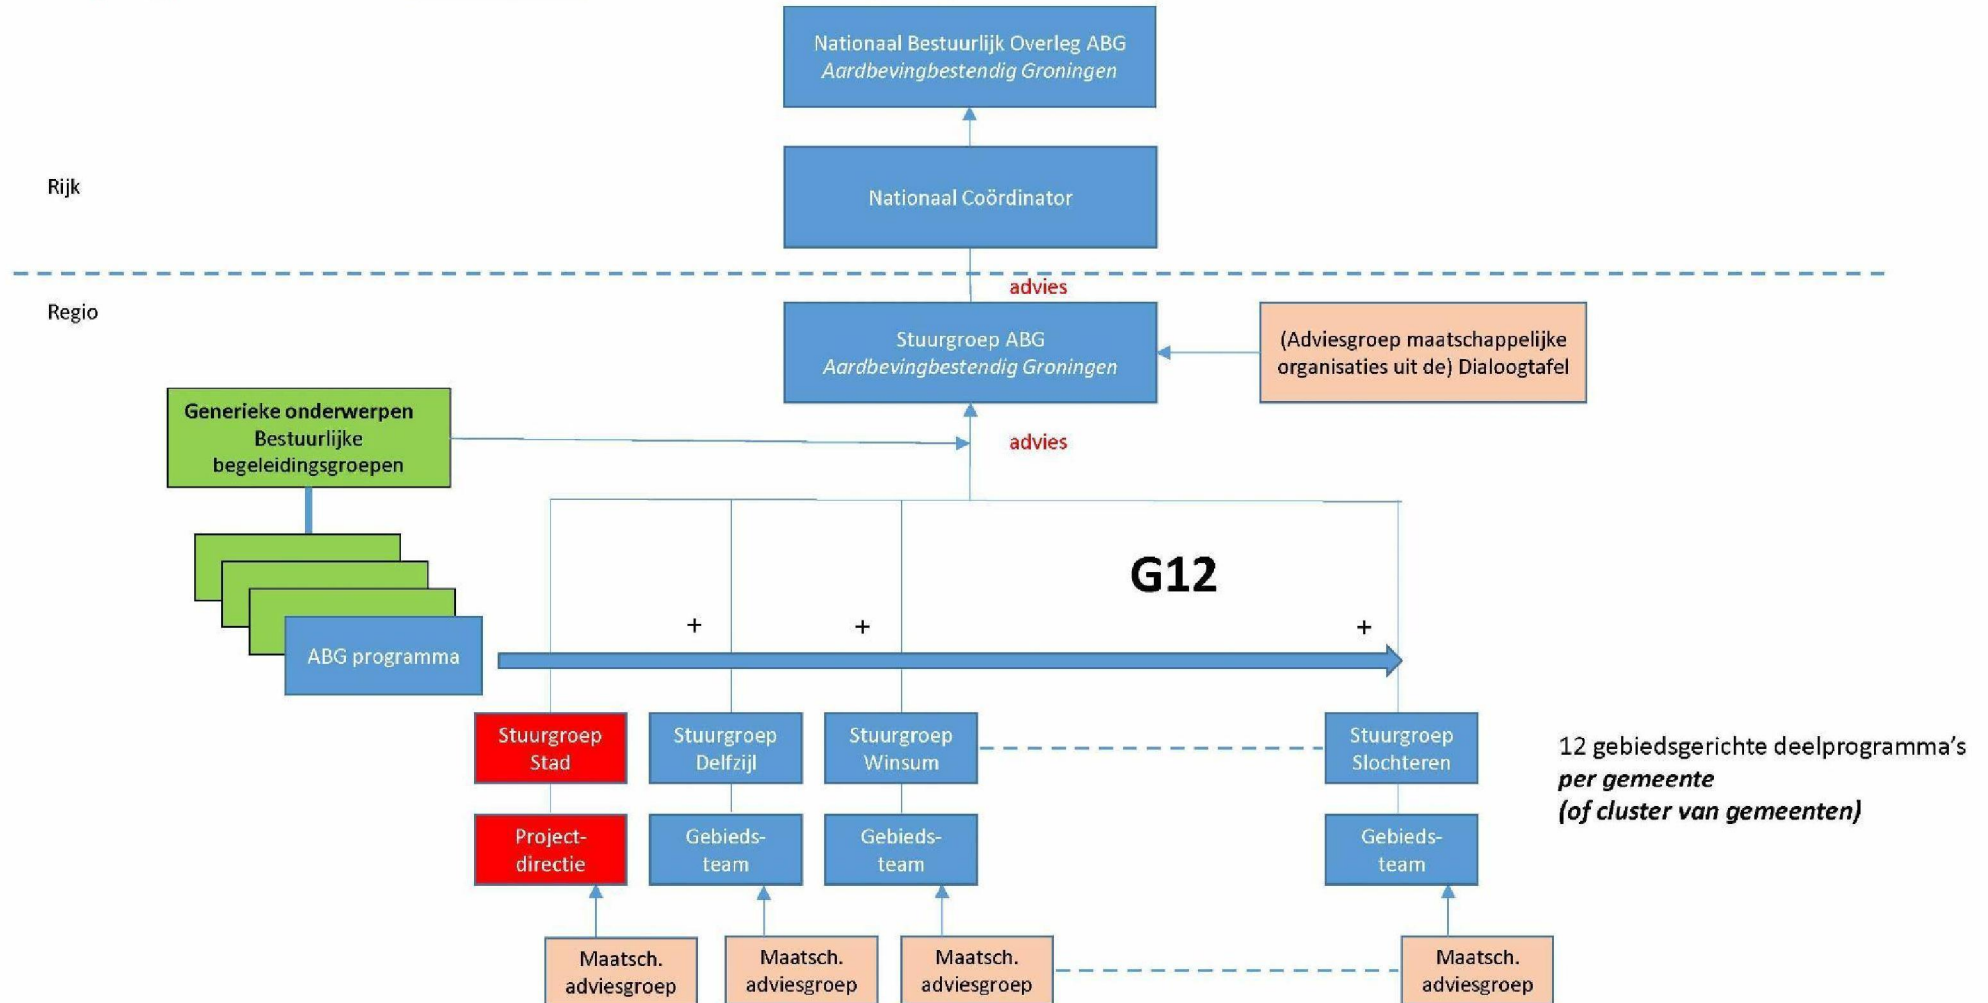 Nationaal Bestuurlijk Overleg ABG
Aardbevingbestendig Groningen
Rijk
Nationaal Coördinator
advies
Regio
Stuurgroep ABG
Aardbevingbestendig Groningen
(Adviesgroep maatschappelijke
organisaties uit de) Dialoogtafel
Generieke onderwerpen
Bestuurlijke
begeleidingsgroepen
advies
G12
+
+
+
ABG programma
Stuurgroep
Stad
Stuurgroep
Delfzijl
Stuurgroep
Winsum
Stuurgroep
Slochteren
12 gebiedsgerichte deelprogramma's
per gemeente
(of cluster van gemeenten)
Project-
directie
Gebieds-
team
Gebieds-
team
Gebieds-
team
Maatsch.
adviesgroep
Maatsch.
adviesgroep
Maatsch.
adviesgroep
Maatsch.
adviesgroep